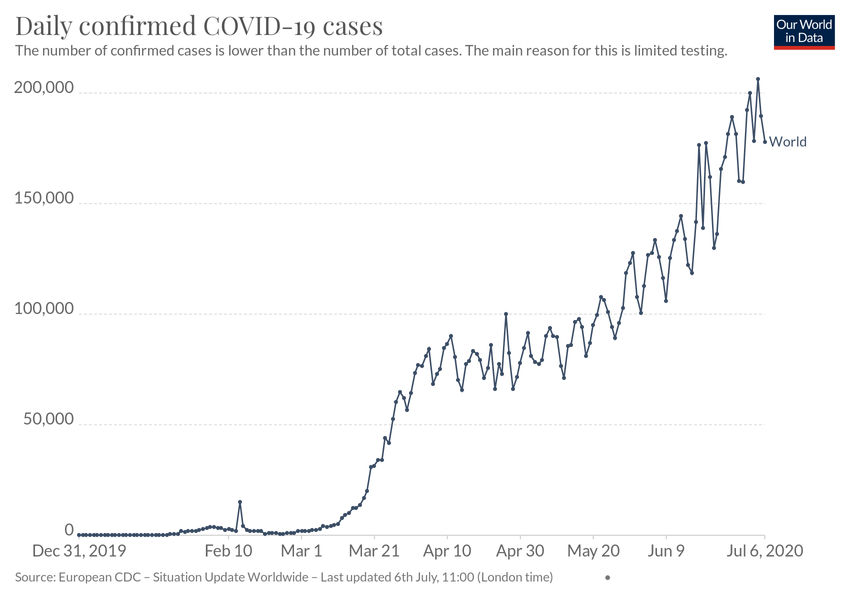 Daily confirmed COVID-19 cases
The number of confirmed cases is lower than the number of total cases. The main reason for this is limited testing.
Our World
in Data
200,000
World
150,000
100,000
50,000
0
Dec 31, 2019
Feb 10
Mar 1
Mar 21
Apr 10
Apr 30
May 20
Jun 9
Jul 6, 2020
Source: European CDC – Situation Update Worldwide – Last updated 6th July, 11:00 (London time)